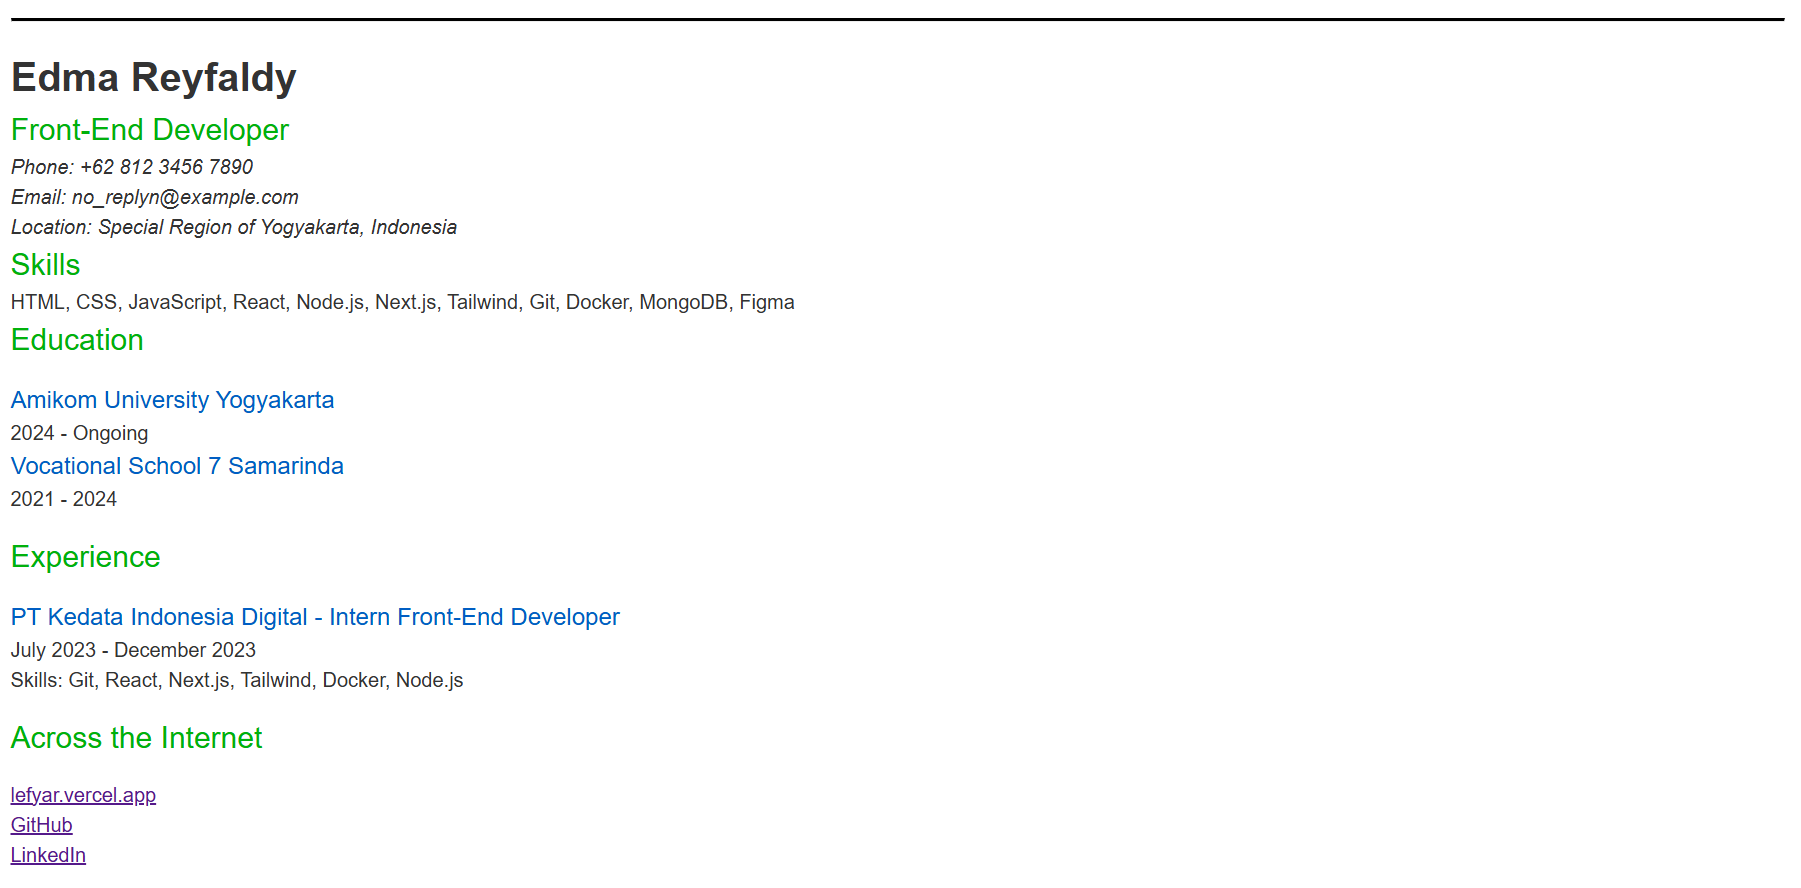 Edma Reyfaldy
Front-End Developer
Phone: +62 812 3456 7890
Email: no_replyn@example.com
Location: Special Region of Yogyakarta, Indonesia
Skills
HTML, CSS, JavaScript, React, Node.js, Next.js, Tailwind, Git, Docker, MongoDB, Figma
Education
Amikom University Yogyakarta
2024 - Ongoing
Vocational School 7 Samarinda
2021 - 2024
Experience
PT Kedata Indonesia Digital - Intern Front-End Developer
July 2023 - December 2023
Skills: Git, React, Next.js, Tailwind, Docker, Node.js
Across the Internet
lefyar.vercel.app
GitHub
LinkedIn